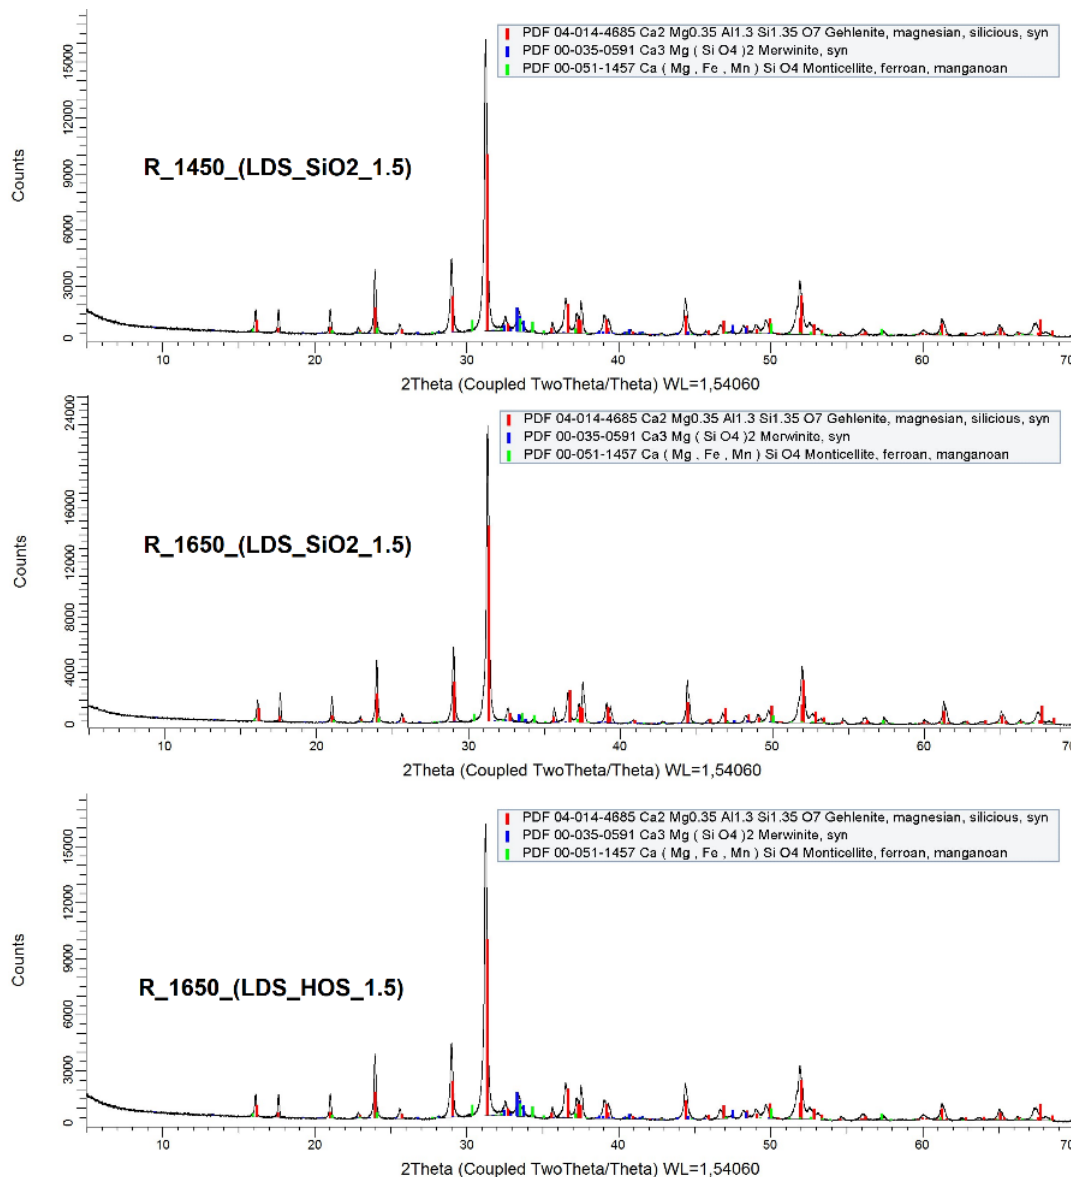 PDF 04-014-4685 Ca2 Mg0.35 Al1.3 Si1.35 O7 Gehlenite, magnesian, silicious, syn
PDF 00-035-0591 Ca3 Mg ( Si O4 )2 Merwinite, syn
PDF 00-051-1457 Ca ( Mg , Fe , Mn ) Si O4 Monticellite, ferroan, manganoan
R_1450_(LDS_SiO2_1.5)
Counts
15000
12000
9000
6000
3000
0
10 20 30 40 50 60 70
2Theta (Coupled TwoTheta/Theta) WL=1,54060
PDF 04-014-4685 Ca2 Mg0.35 Al1.3 Si1.35 O7 Gehlenite, magnesian, silicious, syn
PDF 00-035-0591 Ca3 Mg ( Si O4 )2 Merwinite, syn
PDF 00-051-1457 Ca ( Mg , Fe , Mn ) Si O4 Monticellite, ferroan, manganoan
R_1650_(LDS_SiO2_1.5)
Counts
24000
16000
12000
8000
4000
0
10 20 30 40 50 60 70
2Theta (Coupled TwoTheta/Theta) WL=1,54060
PDF 04-014-4685 Ca2 Mg0.35 Al1.3 Si1.35 O7 Gehlenite, magnesian, silicious, syn
PDF 00-035-0591 Ca3 Mg ( Si O4 )2 Merwinite, syn
PDF 00-051-1457 Ca ( Mg , Fe , Mn ) Si O4 Monticellite, ferroan, manganoan
R_1650_(LDS_HOS_1.5)
Counts
15000
12000
9000
6000
3000
0
10 20 30 40 50 60 70
2Theta (Coupled TwoTheta/Theta) WL=1,54060